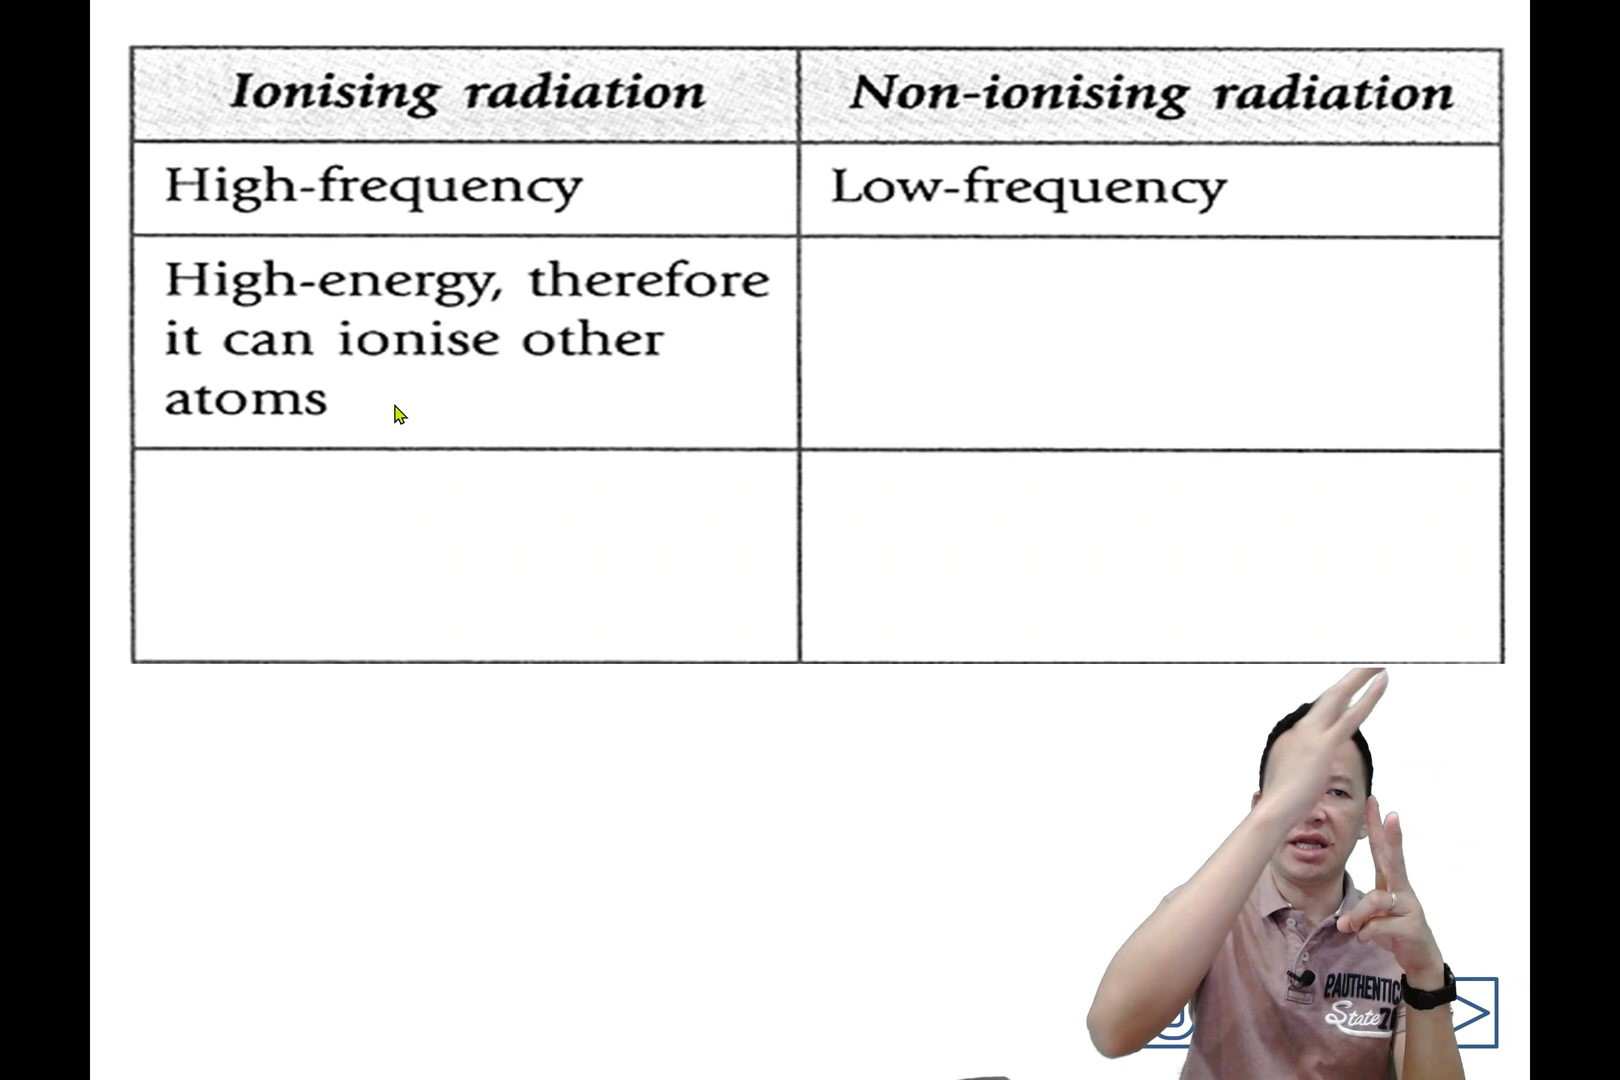 Ionising radiation
Non-ionising radiation
High-frequency
Low-frequency
High-energy, therefore
it can ionise other
atoms
AUTHENTIC
State